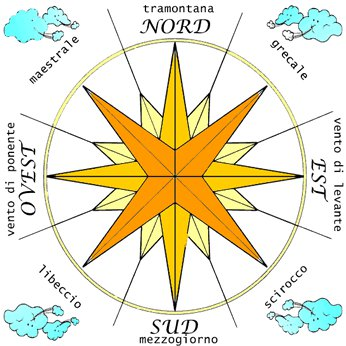 tramontana
NORD
maestrale
grecale
vento di ponente
OVEST
EST
vento di levante
libeccio
scirocco
SUD
mezzogiorno